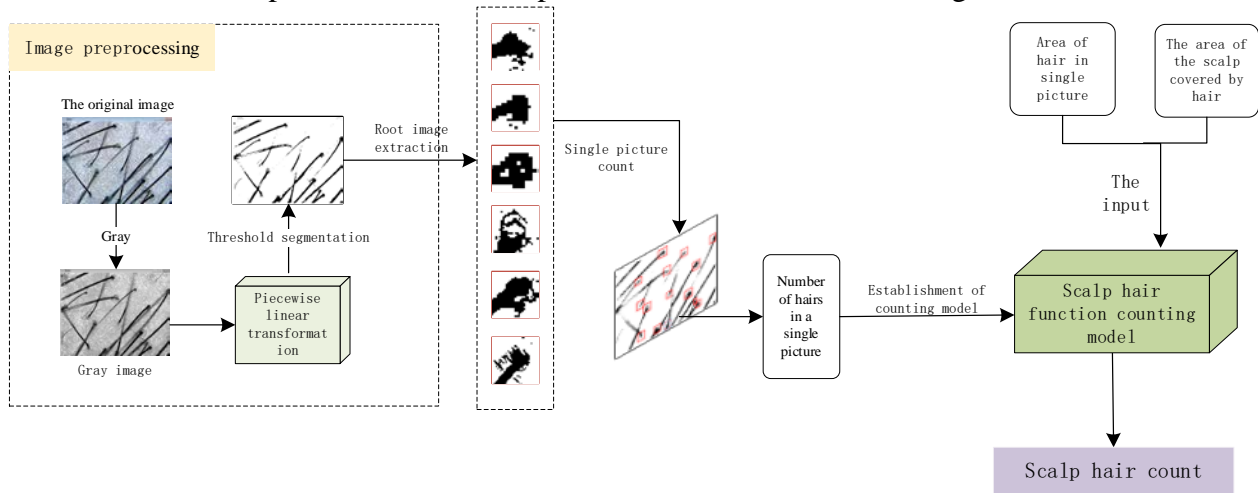 Image preprocessing
The original image
Gray
Gray image
Piecewise
linear
transformat
ion
Threshold segmentation
Root image
extraction
Single picture
count
Number
of hairs
in a
single
picture
Establishment of
counting model
Area of
hair in
single
picture
The area of
the scalp
covered by
hair
The
input
Scalp hair
function counting
model
Scalp hair count